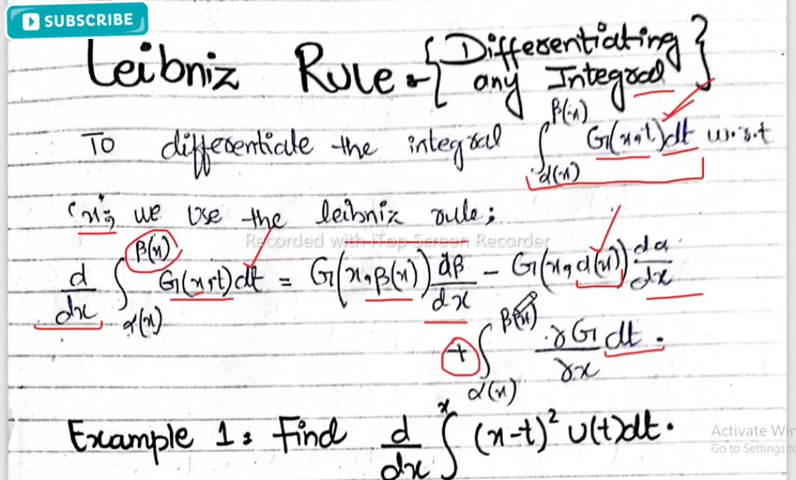 SUBSCRIBE
Leibniz Rule :- {Differentiating any Integral}
To differentiate the integral ∫_{α(x)}^{β(x)} G(x,t)dt w.r.t
'x', we use the leibniz rule;
Recorded with iTop Screen Recorder
d/dx ∫_{α(x)}^{β(x)} G(x,t)dt = G(x,β(x)) dβ/dx − G(x,α(x)) dα/dx
+ ∫_{α(x)}^{β(x)} ∂G/∂x dt.
Example 1: Find d/dx ∫^{x} (x-t)² u(t)dt.
Activate Win
Go to Settings to